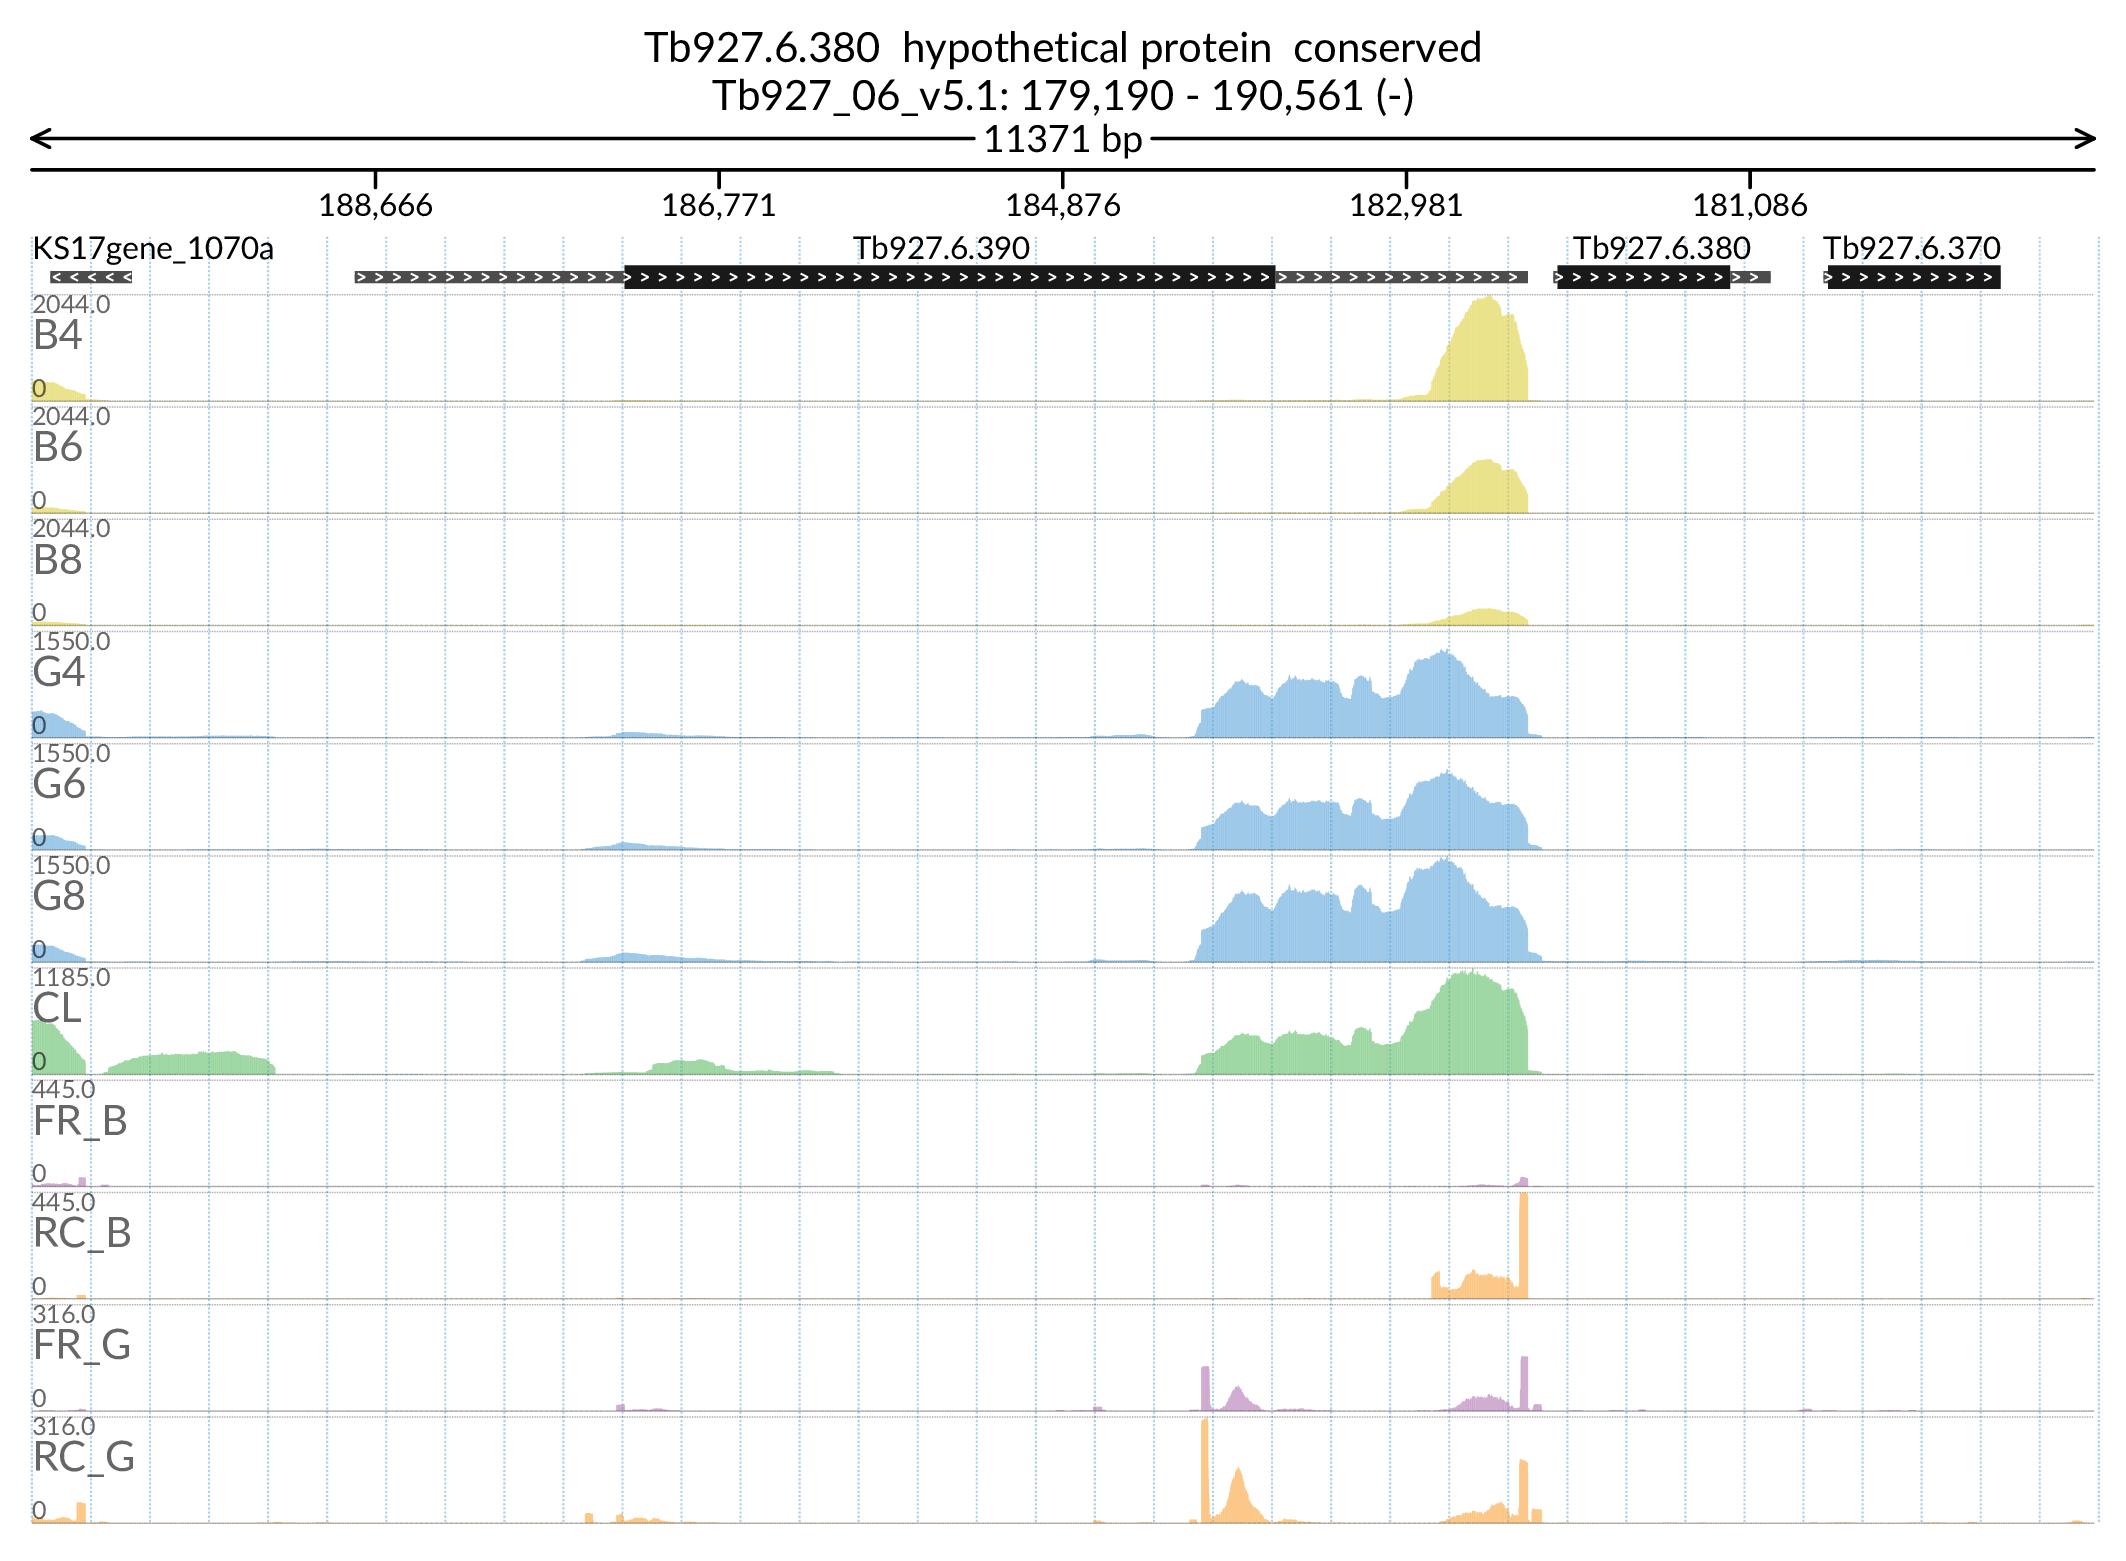 Tb927.6.380  hypothetical protein  conserved
Tb927_06_v5.1: 179,190 - 190,561 (-)
11371 bp
188,666 186,771 184,876 182,981 181,086
KS17gene_1070a Tb927.6.390 Tb927.6.380 Tb927.6.370
2044.0
B4
0
2044.0
B6
0
2044.0
B8
0
1550.0
G4
0
1550.0
G6
0
1550.0
G8
0
1185.0
CL
0
445.0
FR_B
0
445.0
RC_B
0
316.0
FR_G
0
316.0
RC_G
0